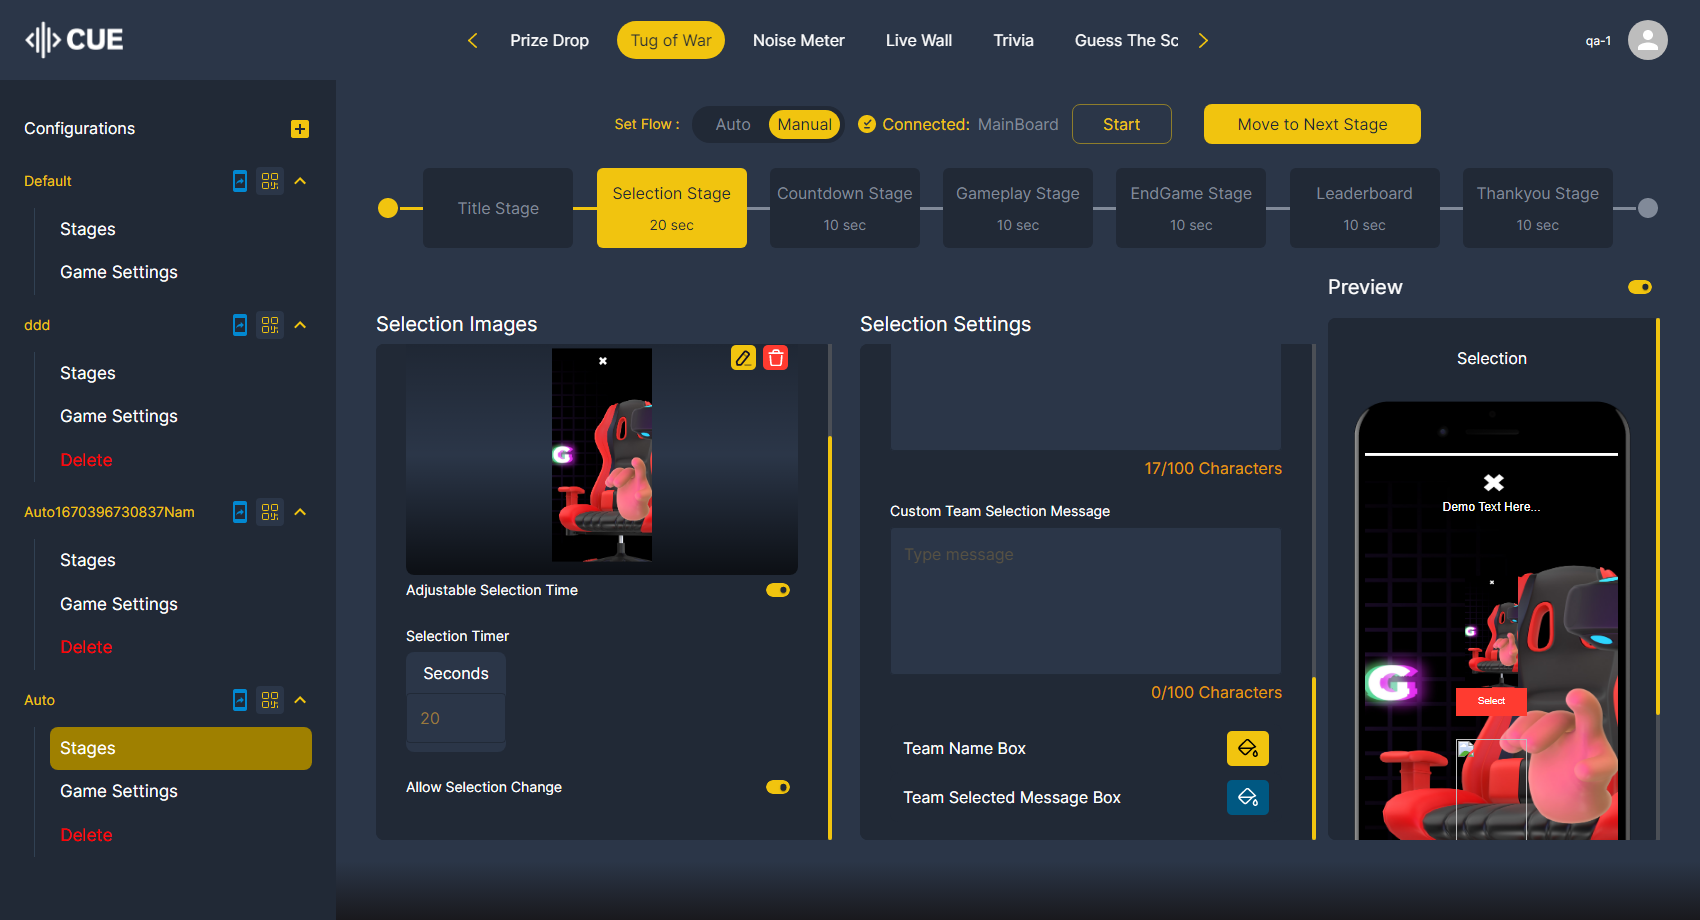 CUE
Prize Drop
Tug of War
Noise Meter
Live Wall
Trivia
Guess The Sc
qa-1
Configurations
Default
Stages
Game Settings
ddd
Stages
Game Settings
Delete
Auto1670396730837Nam
Stages
Game Settings
Delete
Auto
Stages
Game Settings
Delete
Set Flow :
Auto
Manual
Connected: MainBoard
Start
Move to Next Stage
Title Stage
Selection Stage
20 sec
Countdown Stage
10 sec
Gameplay Stage
10 sec
EndGame Stage
10 sec
Leaderboard
10 sec
Thankyou Stage
10 sec
Selection Images
G
Adjustable Selection Time
Selection Timer
Seconds
20
Allow Selection Change
Selection Settings
17/100 Characters
Custom Team Selection Message
Type message
0/100 Characters
Team Name Box
Team Selected Message Box
Preview
Selection
Demo Text Here...
G
G
Select